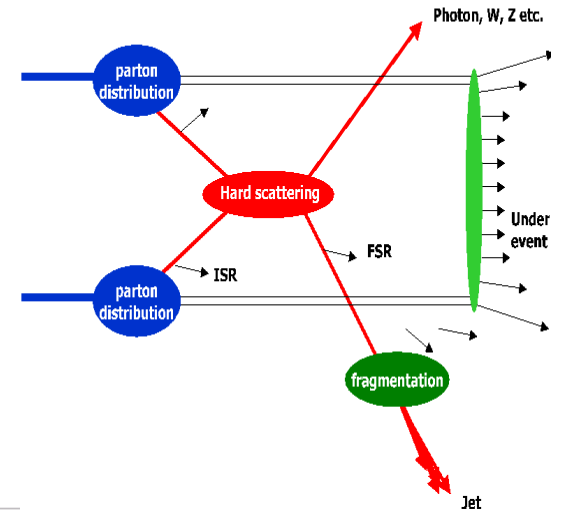 Photon, W, Z etc.
parton
distribution
Hard scattering
Under
event
FSR
ISR
parton
distribution
fragmentation
Jet